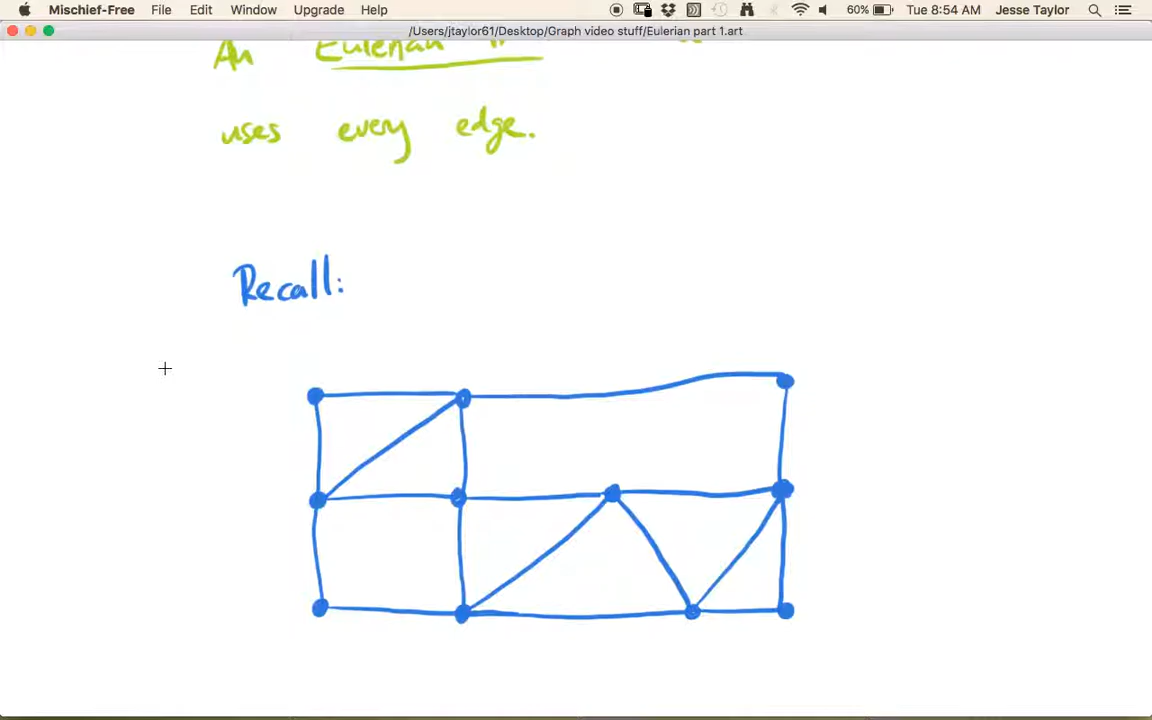 Mischief-Free File Edit Window Upgrade Help 60% Tue 8:54 AM Jesse Taylor
/Users/jtaylor61/Desktop/Graph video stuff/Eulerian part 1.art
An Eulerian
uses every edge.
Recall: